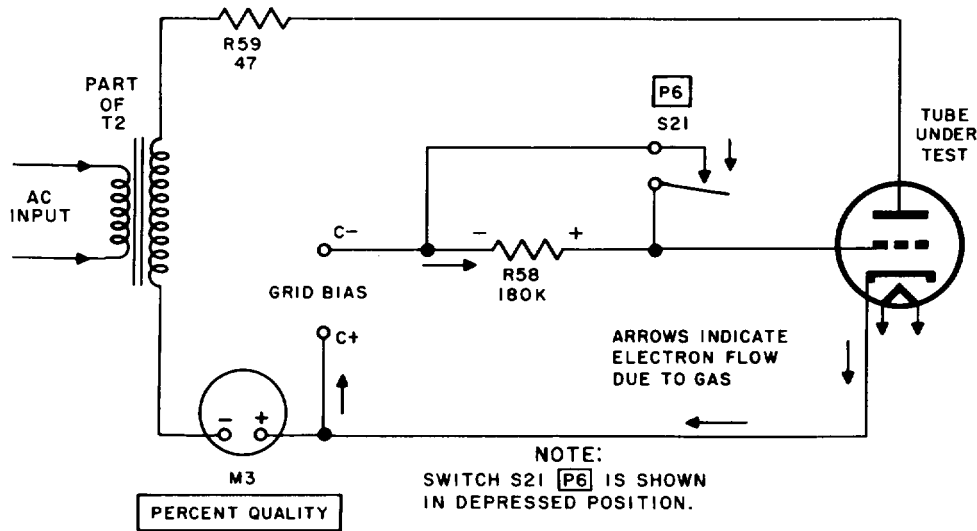 R59
47
PART
OF
T2
P6
S21
TUBE
UNDER
TEST
AC
INPUT
C-
-
+
R58
180K
GRID BIAS
C+
ARROWS INDICATE
ELECTRON FLOW
DUE TO GAS
- +
M3
PERCENT QUALITY
NOTE:
SWITCH S21 P6 IS SHOWN
IN DEPRESSED POSITION.